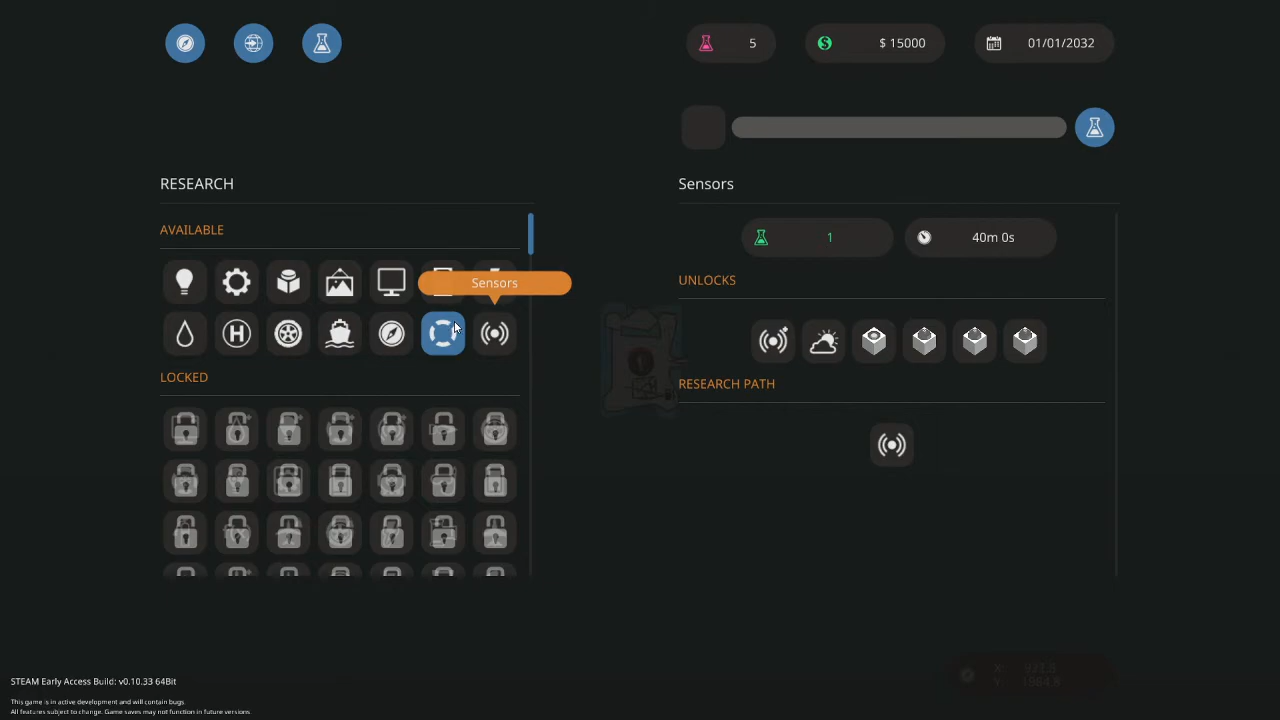 5
$ 15000
01/01/2032
RESEARCH
AVAILABLE
Sensors
LOCKED
Sensors
1
40m 0s
UNLOCKS
RESEARCH PATH
X: 923.8
STEAM Early Access Build: v0.10.33 64Bit
This game is in active development and will contain bugs
All features subject to change. Game saves may not function in future versions